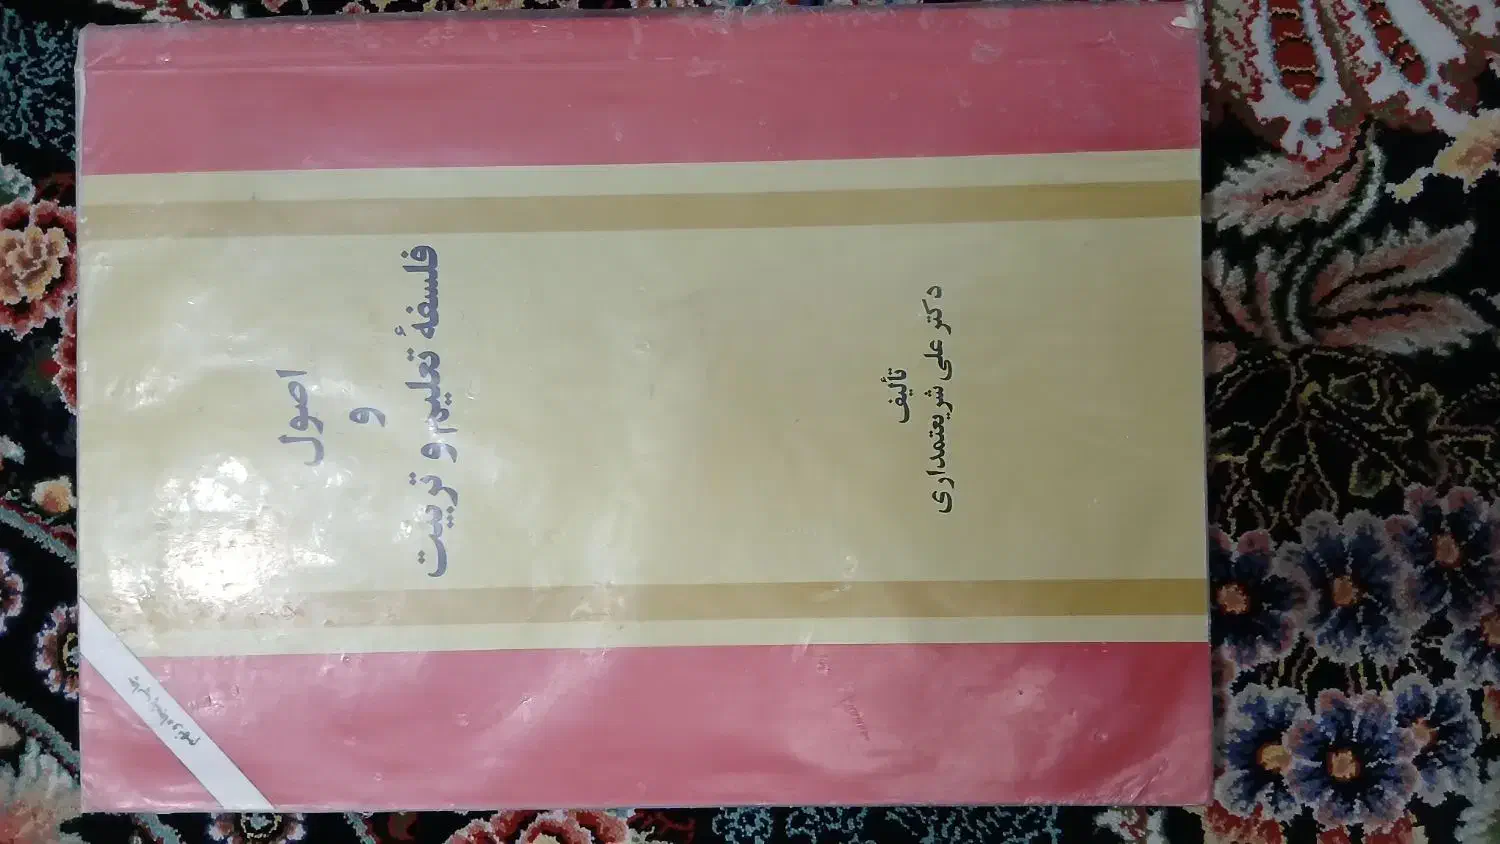 اصول
و
فلسفهٔ تعلیم و تربیت
تألیف
دکتر علی شریعتمداری